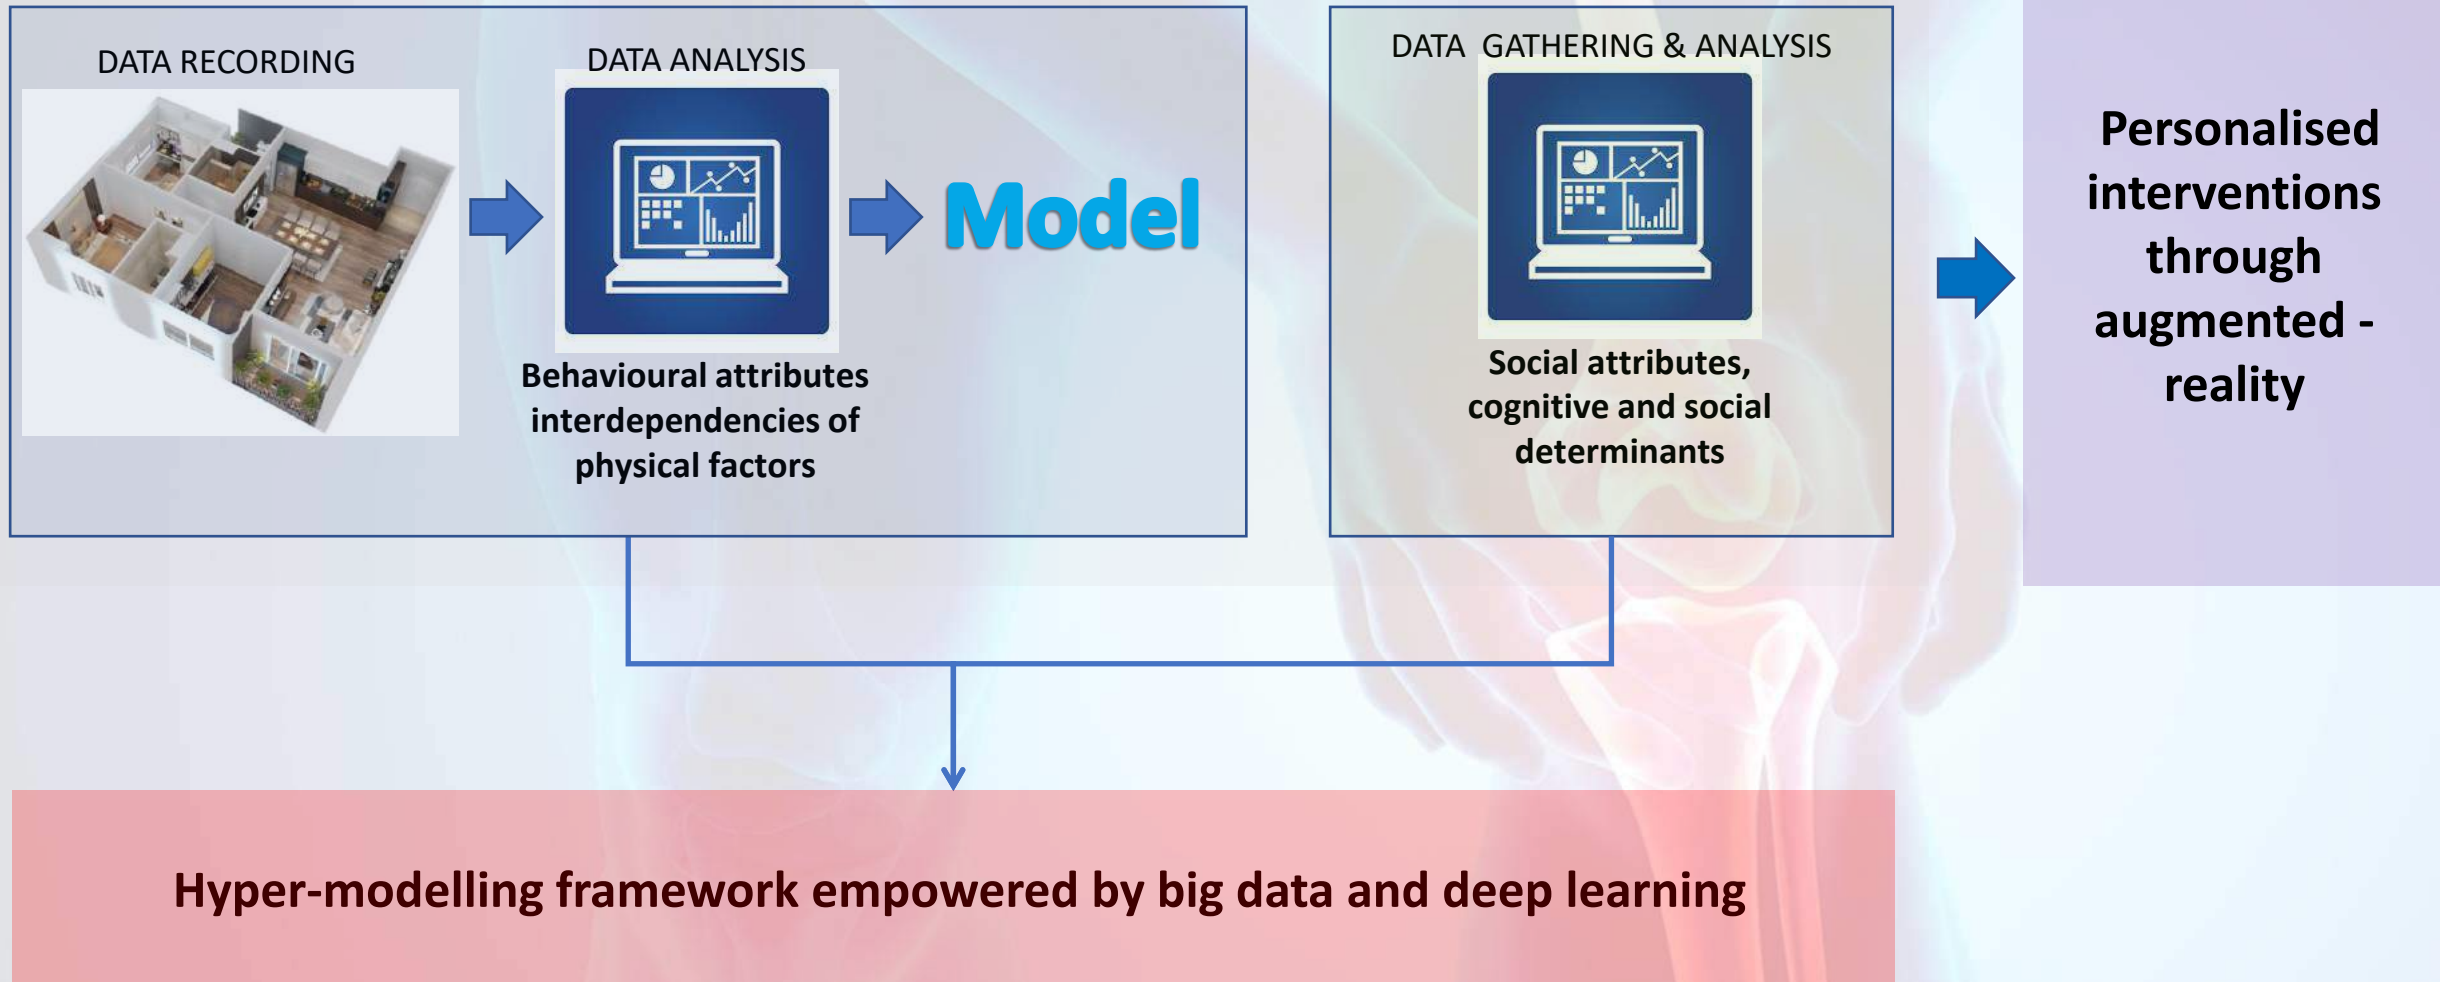 DATA RECORDING
DATA ANALYSIS
Model
Behavioural attributes
interdependencies of
physical factors
DATA GATHERING & ANALYSIS
Social attributes,
cognitive and social
determinants
Personalised
interventions
through
augmented -
reality
Hyper-modelling framework empowered by big data and deep learning